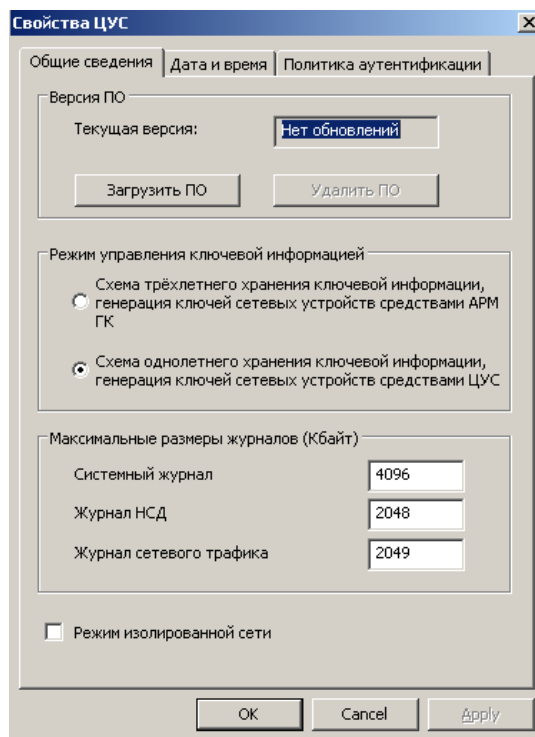 Свойства ЦУС
Общие сведения
Дата и время
Политика аутентификации
Версия ПО
Текущая версия:
Нет обновлений
Загрузить ПО
Удалить ПО
Режим управления ключевой информацией
Схема трёхлетнего хранения ключевой информации,
генерация ключей сетевых устройств средствами АРМ
ГК
Схема однолетнего хранения ключевой информации,
генерация ключей сетевых устройств средствами ЦУС
Максимальные размеры журналов (Кбайт)
Системный журнал
4096
Журнал НСД
2048
Журнал сетевого трафика
2049
Режим изолированной сети
OK
Cancel
Apply